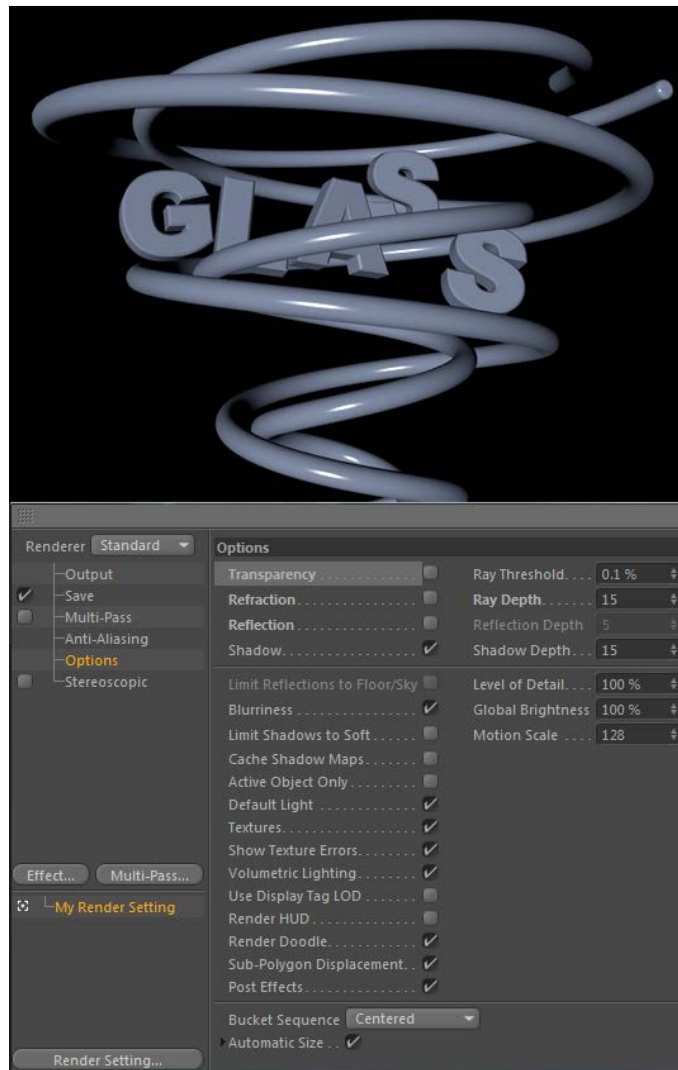 GLASS
Renderer Standard
Output
Save
Multi-Pass
Anti-Aliasing
Options
Stereoscopic
Effect... Multi-Pass...
My Render Setting
Render Setting...
Options
Transparency Ray Threshold 0.1 %
Refraction Ray Depth 15
Reflection Reflection Depth 5
Shadow Shadow Depth 15
Limit Reflections to Floor/Sky Level of Detail 100 %
Blurriness Global Brightness 100 %
Limit Shadows to Soft Motion Scale 128
Cache Shadow Maps
Active Object Only
Default Light
Textures
Show Texture Errors
Volumetric Lighting
Use Display Tag LOD
Render HUD
Render Doodle
Sub-Polygon Displacement
Post Effects
Bucket Sequence Centered
Automatic Size